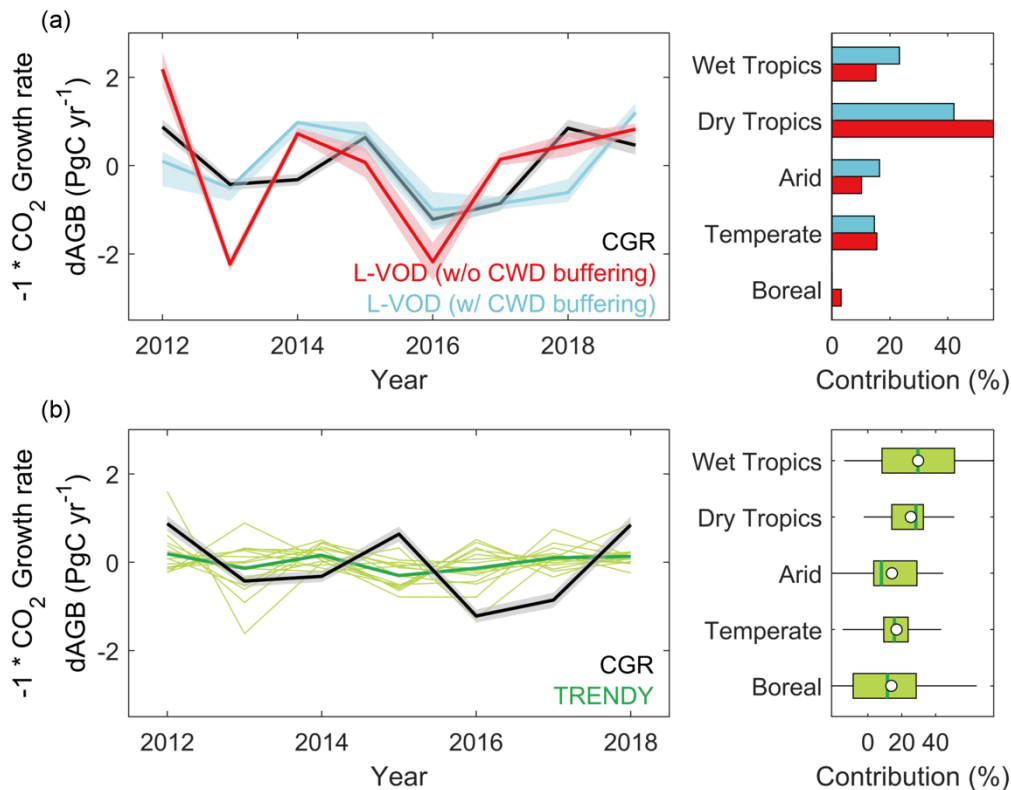 (a)
-1 * CO2 Growth rate
dAGB (PgC yr-1)
2
0
-2
CGR
L-VOD (w/o CWD buffering)
L-VOD (w/ CWD buffering)
2012 2014 2016 2018
Year
Wet Tropics
Dry Tropics
Arid
Temperate
Boreal
0 20 40
Contribution (%)
(b)
-1 * CO2 Growth rate
dAGB (PgC yr-1)
2
0
-2
CGR
TRENDY
2012 2014 2016 2018
Year
Wet Tropics
Dry Tropics
Arid
Temperate
Boreal
0 20 40
Contribution (%)